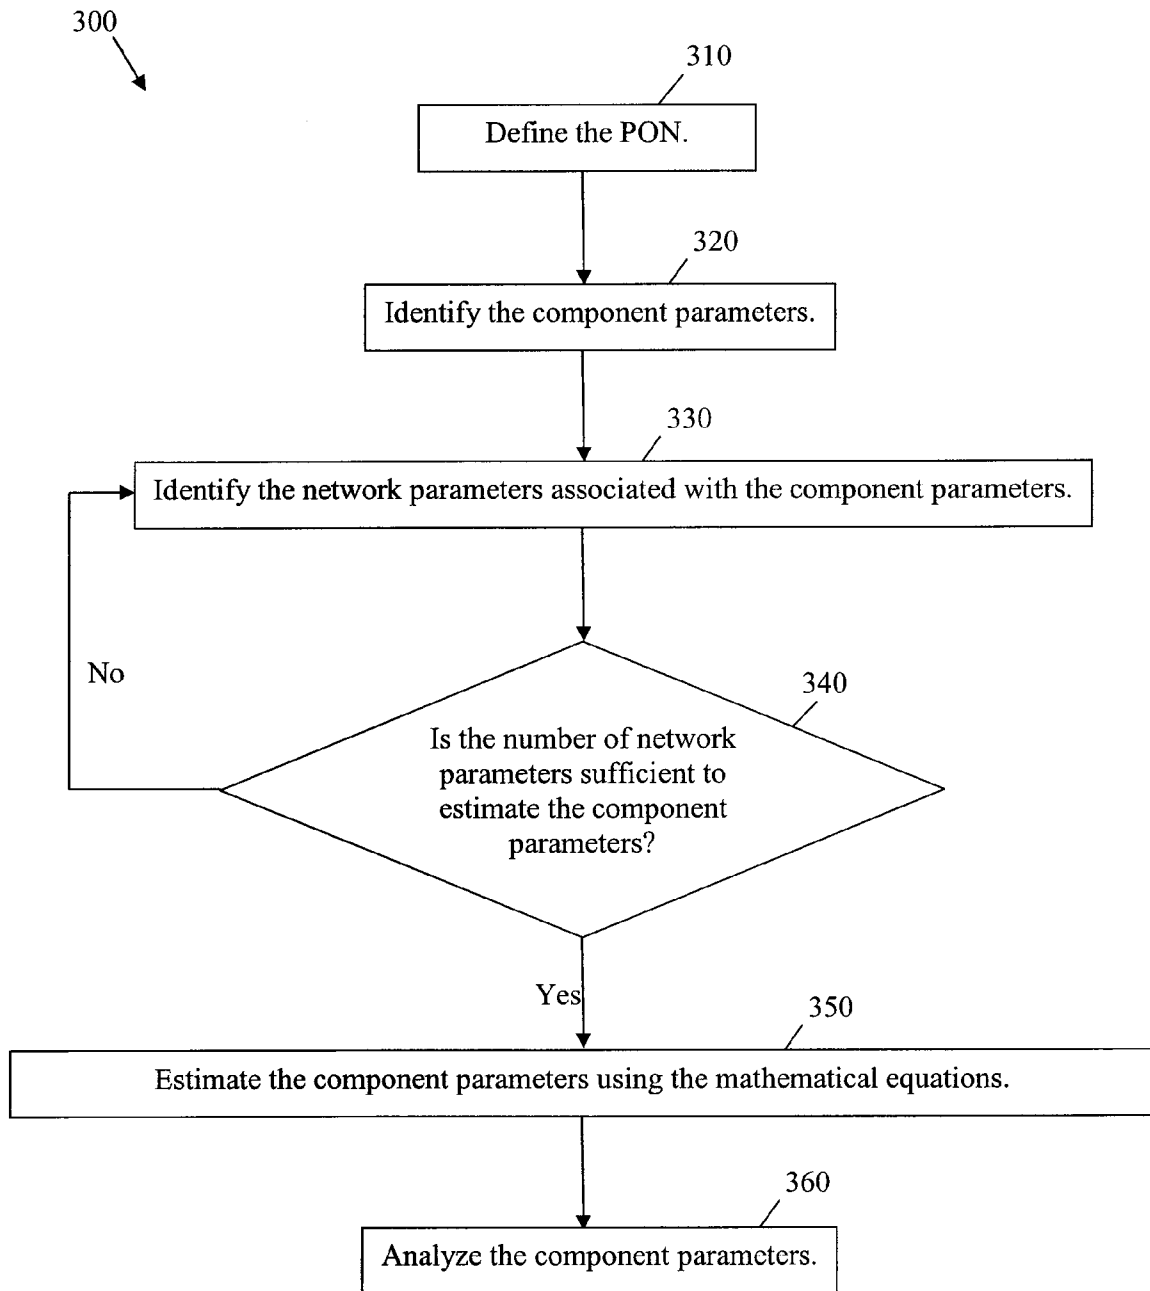 300
310
Define the PON.
320
Identify the component parameters.
330
Identify the network parameters associated with the component parameters.
No
340
Is the number of network
parameters sufficient to
estimate the component
parameters?
Yes
350
Estimate the component parameters using the mathematical equations.
360
Analyze the component parameters.